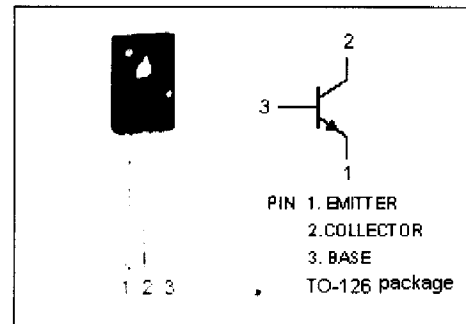 2
3
1
PIN 1. EMITTER
2.COLLECTOR
3. BASE
1 2 3
TO-126 package